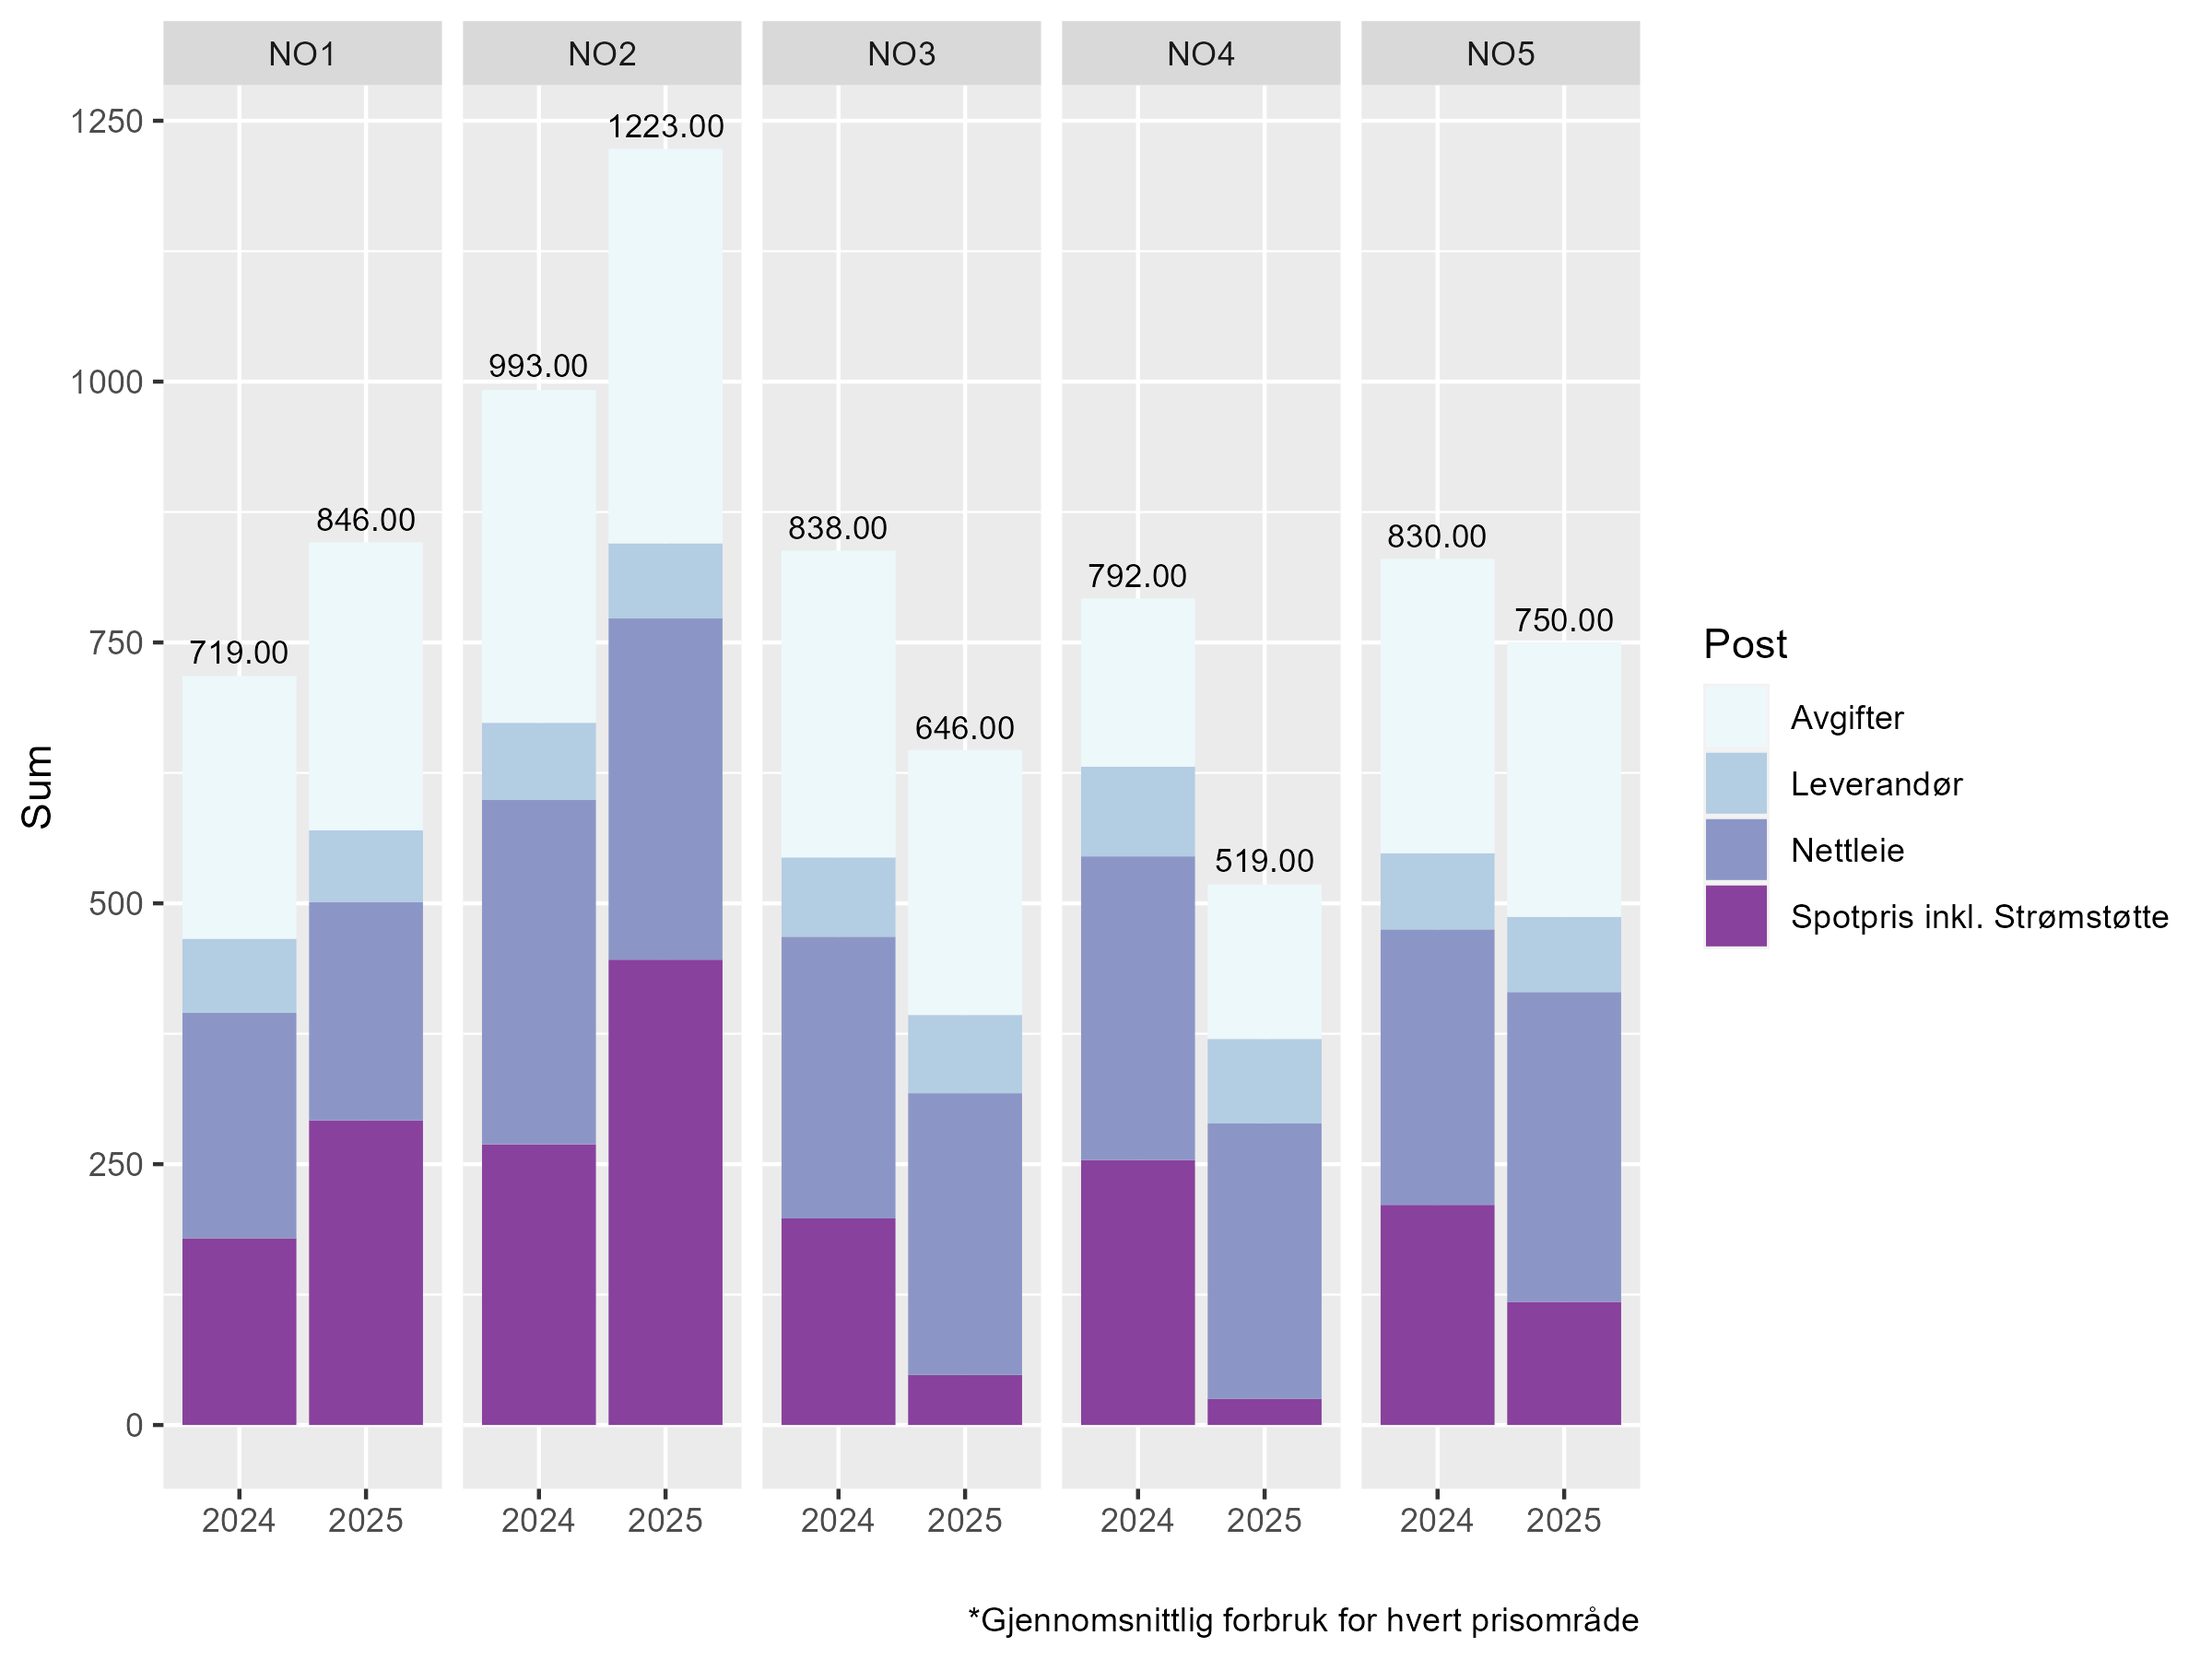 NO1 NO2 NO3 NO4 NO5
1250
1000
750
500
250
0
Sum
719.00
846.00
993.00
1223.00
838.00
646.00
792.00
519.00
830.00
750.00
2024 2025 2024 2025 2024 2025 2024 2025 2024 2025
Post
Avgifter
Leverandør
Nettleie
Spotpris inkl. Strømstøtte
*Gjennomsnittlig forbruk for hvert prisområde